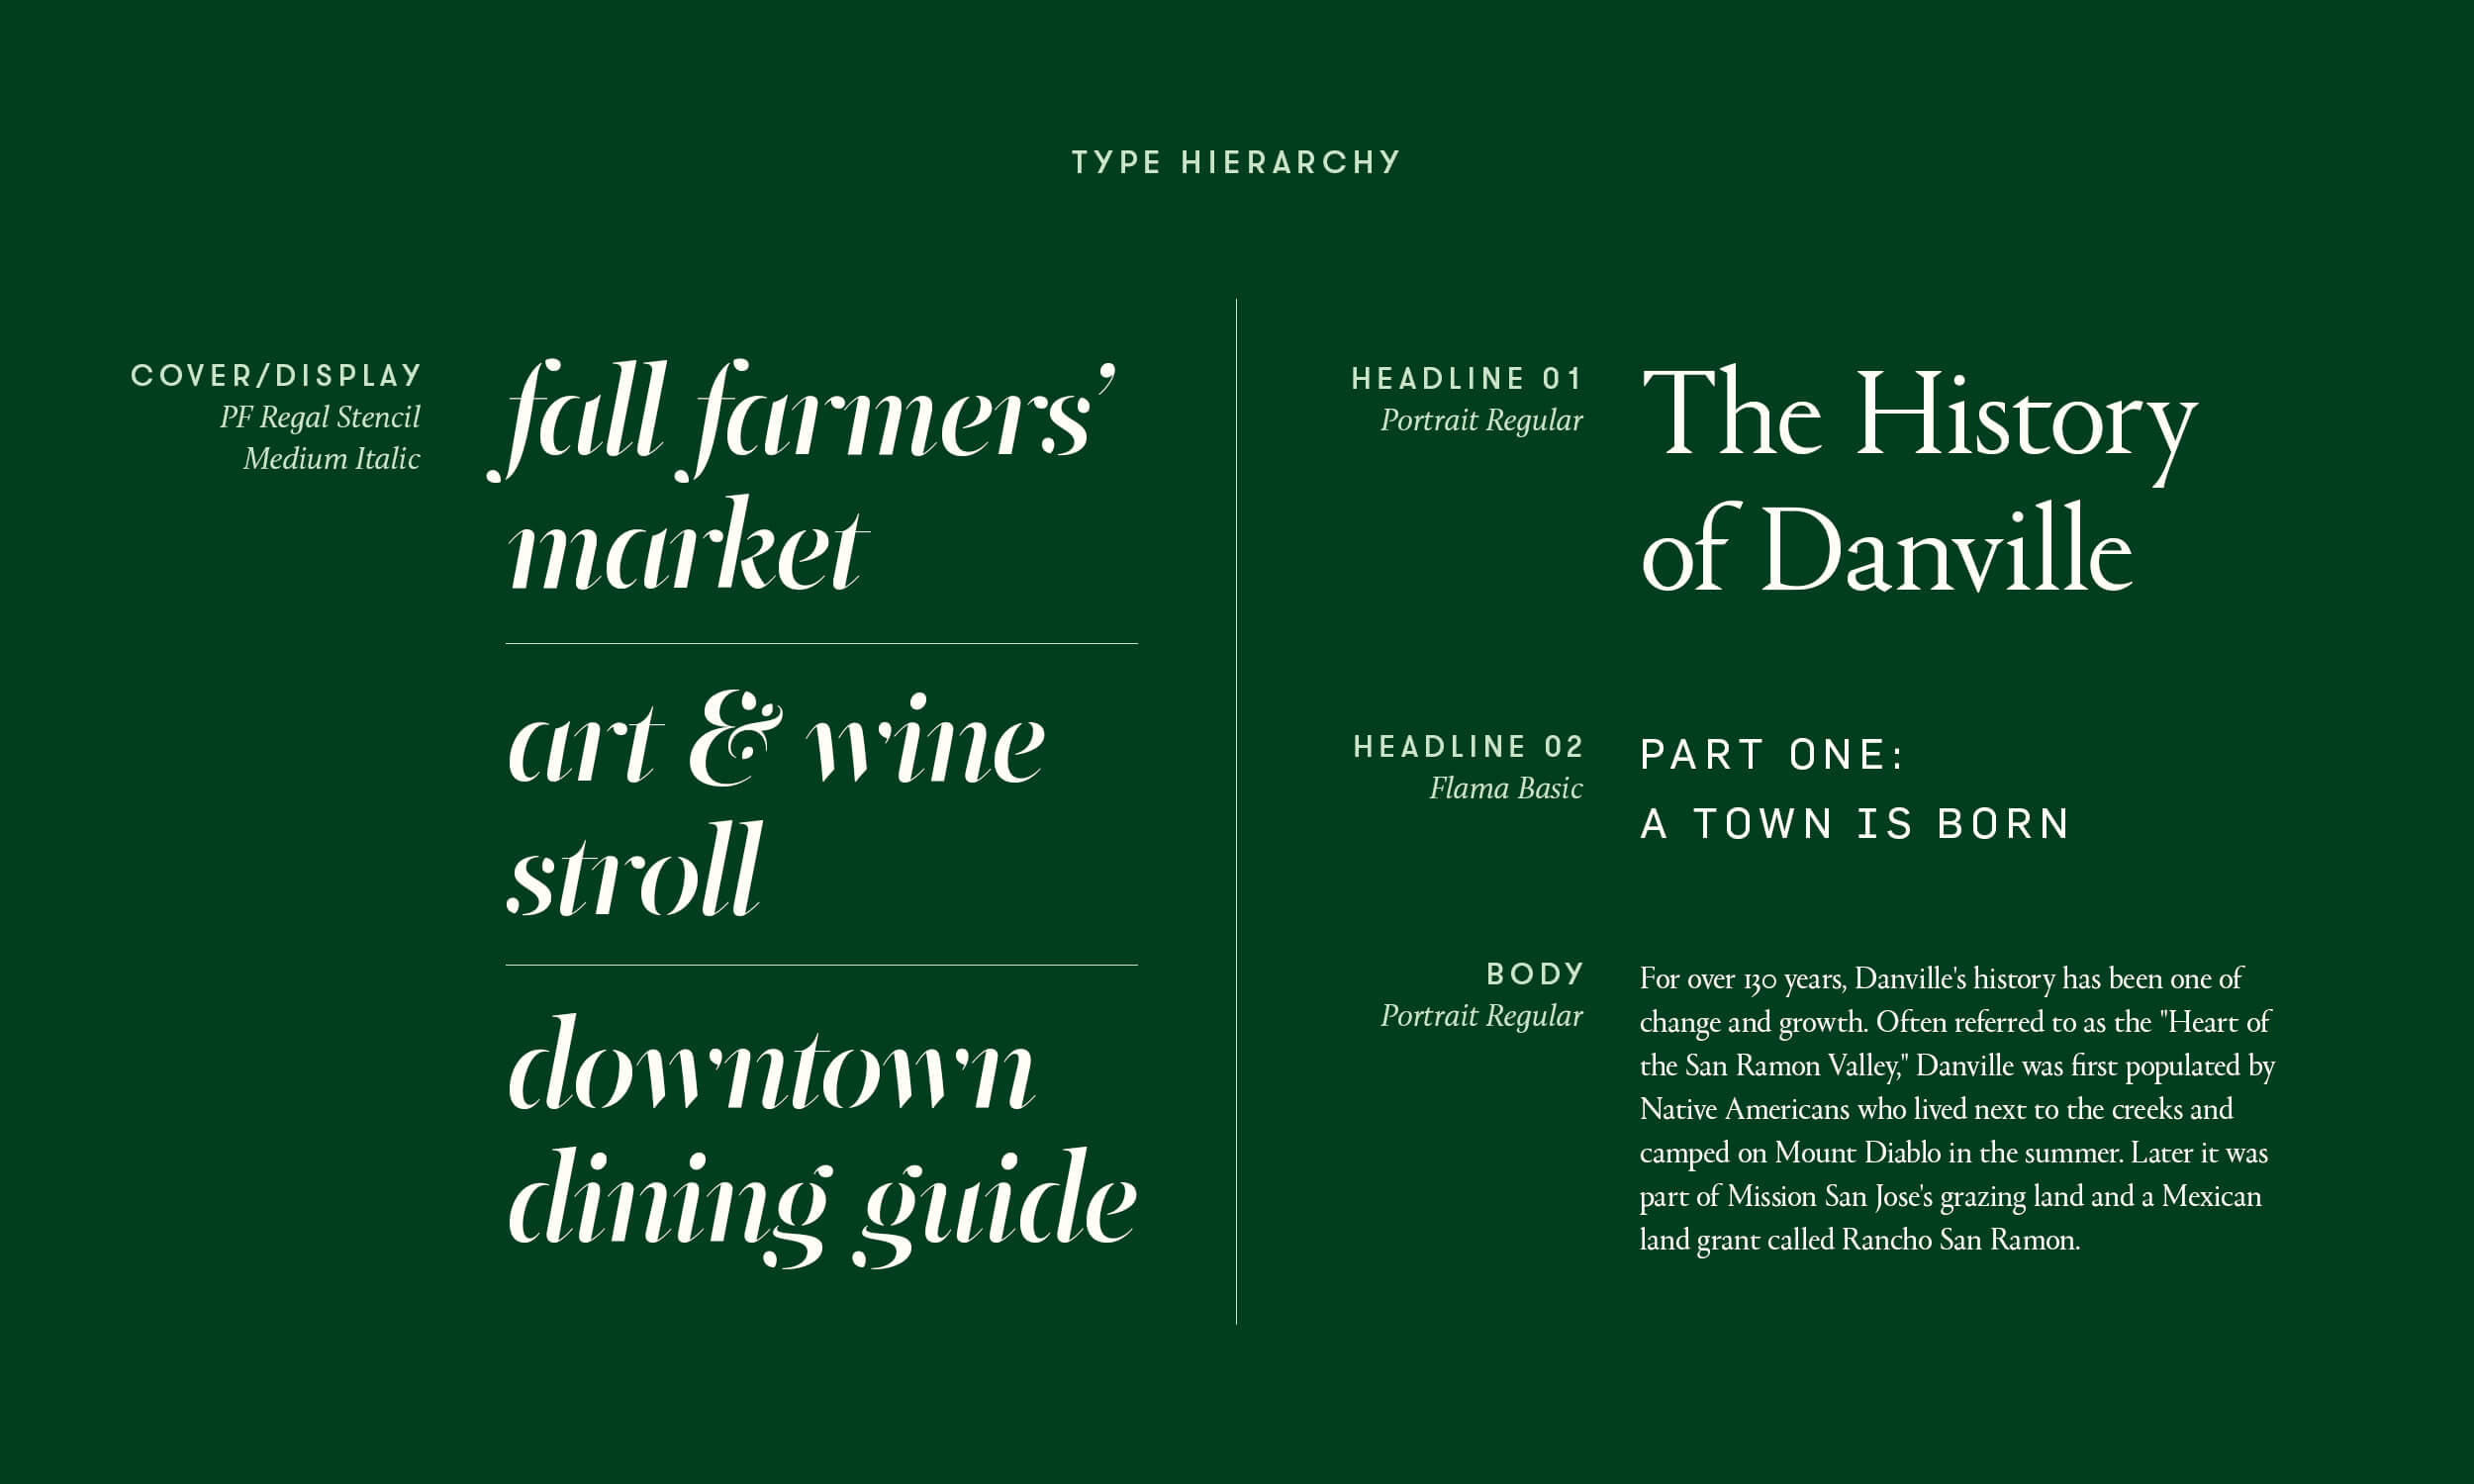 TYPE HIERARCHY
COVER/DISPLAY
PF Regal Stencil
Medium Italic
fall farmers’
market
art & wine
stroll
downtown
dining guide
HEADLINE 01
Portrait Regular
The History
of Danville
HEADLINE 02
Flama Basic
PART ONE:
A TOWN IS BORN
BODY
Portrait Regular
For over 130 years, Danville's history has been one of
change and growth. Often referred to as the "Heart of
the San Ramon Valley," Danville was first populated by
Native Americans who lived next to the creeks and
camped on Mount Diablo in the summer. Later it was
part of Mission San Jose's grazing land and a Mexican
land grant called Rancho San Ramon.